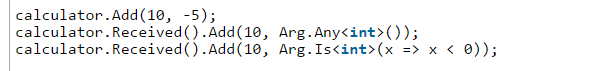 calculator.Add(10, -5);
calculator.Received().Add(10, Arg.Any<int>());
calculator.Received().Add(10, Arg.Is<int>(x => x < 0));